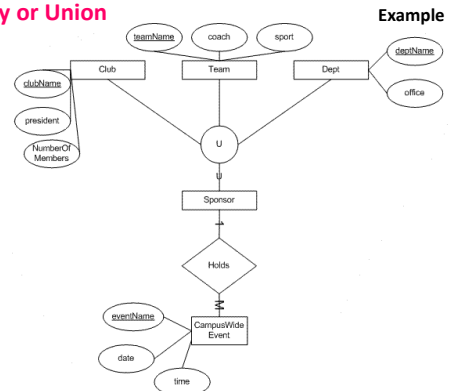 y or Union
Example
teamName
coach
sport
deptName
Club
Team
Dept
clubName
office
president
NumberOf
Members
U
U
Sponsor
1
Holds
M
eventName
CampusWide
Event
date
time